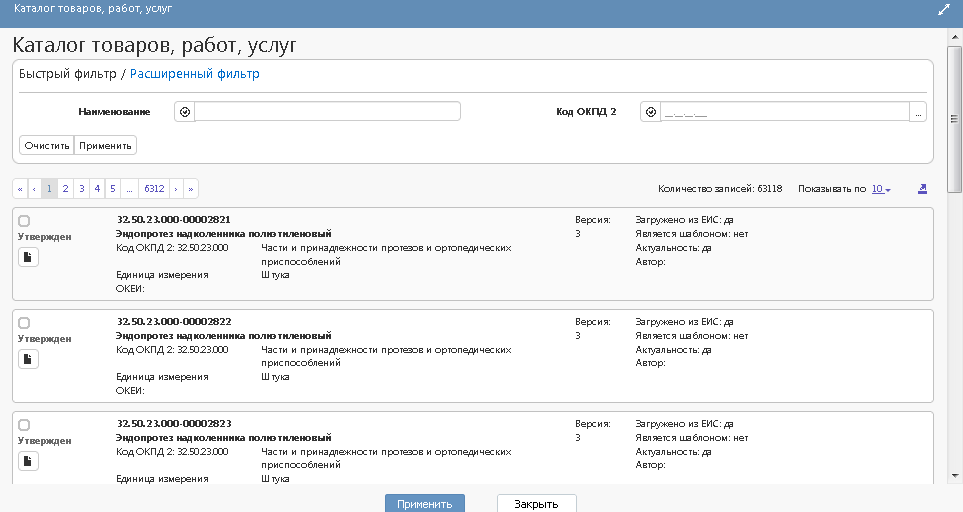 Каталог товаров, работ, услуг
Каталог товаров, работ, услуг
Быстрый фильтр / Расширенный фильтр
Наименование
Код ОКПД 2
__.__.__.___
...
Очистить
Применить
« ‹ 1 2 3 4 5 ... 6312 › »
Количество записей: 63118
Показывать по 10
32.50.23.000-00002821
Утвержден
Эндопротез надколенника полиэтиленовый
Код ОКПД 2: 32.50.23.000
Части и принадлежности протезов и ортопедических
приспособлений
Единица измерения
ОКЕИ:
Штука
Версия:
3
Загружено из ЕИС: да
Является шаблоном: нет
Актуальность: да
Автор:
32.50.23.000-00002822
Утвержден
Эндопротез надколенника полиэтиленовый
Код ОКПД 2: 32.50.23.000
Части и принадлежности протезов и ортопедических
приспособлений
Единица измерения
ОКЕИ:
Штука
Версия:
3
Загружено из ЕИС: да
Является шаблоном: нет
Актуальность: да
Автор:
32.50.23.000-00002823
Утвержден
Эндопротез надколенника полиэтиленовый
Код ОКПД 2: 32.50.23.000
Части и принадлежности протезов и ортопедических
приспособлений
Единица измерения
Штука
Версия:
3
Загружено из ЕИС: да
Является шаблоном: нет
Актуальность: да
Автор:
Применить
Закрыть